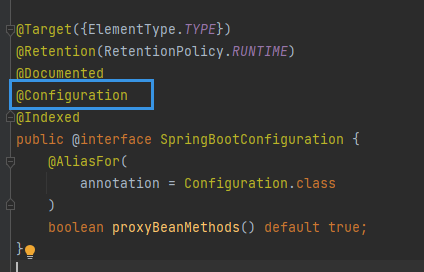 @Target({ElementType.TYPE})
@Retention(RetentionPolicy.RUNTIME)
@Documented
@Configuration
@Indexed
public @interface SpringBootConfiguration {
    @AliasFor(
        annotation = Configuration.class
    )
    boolean proxyBeanMethods() default true;
}